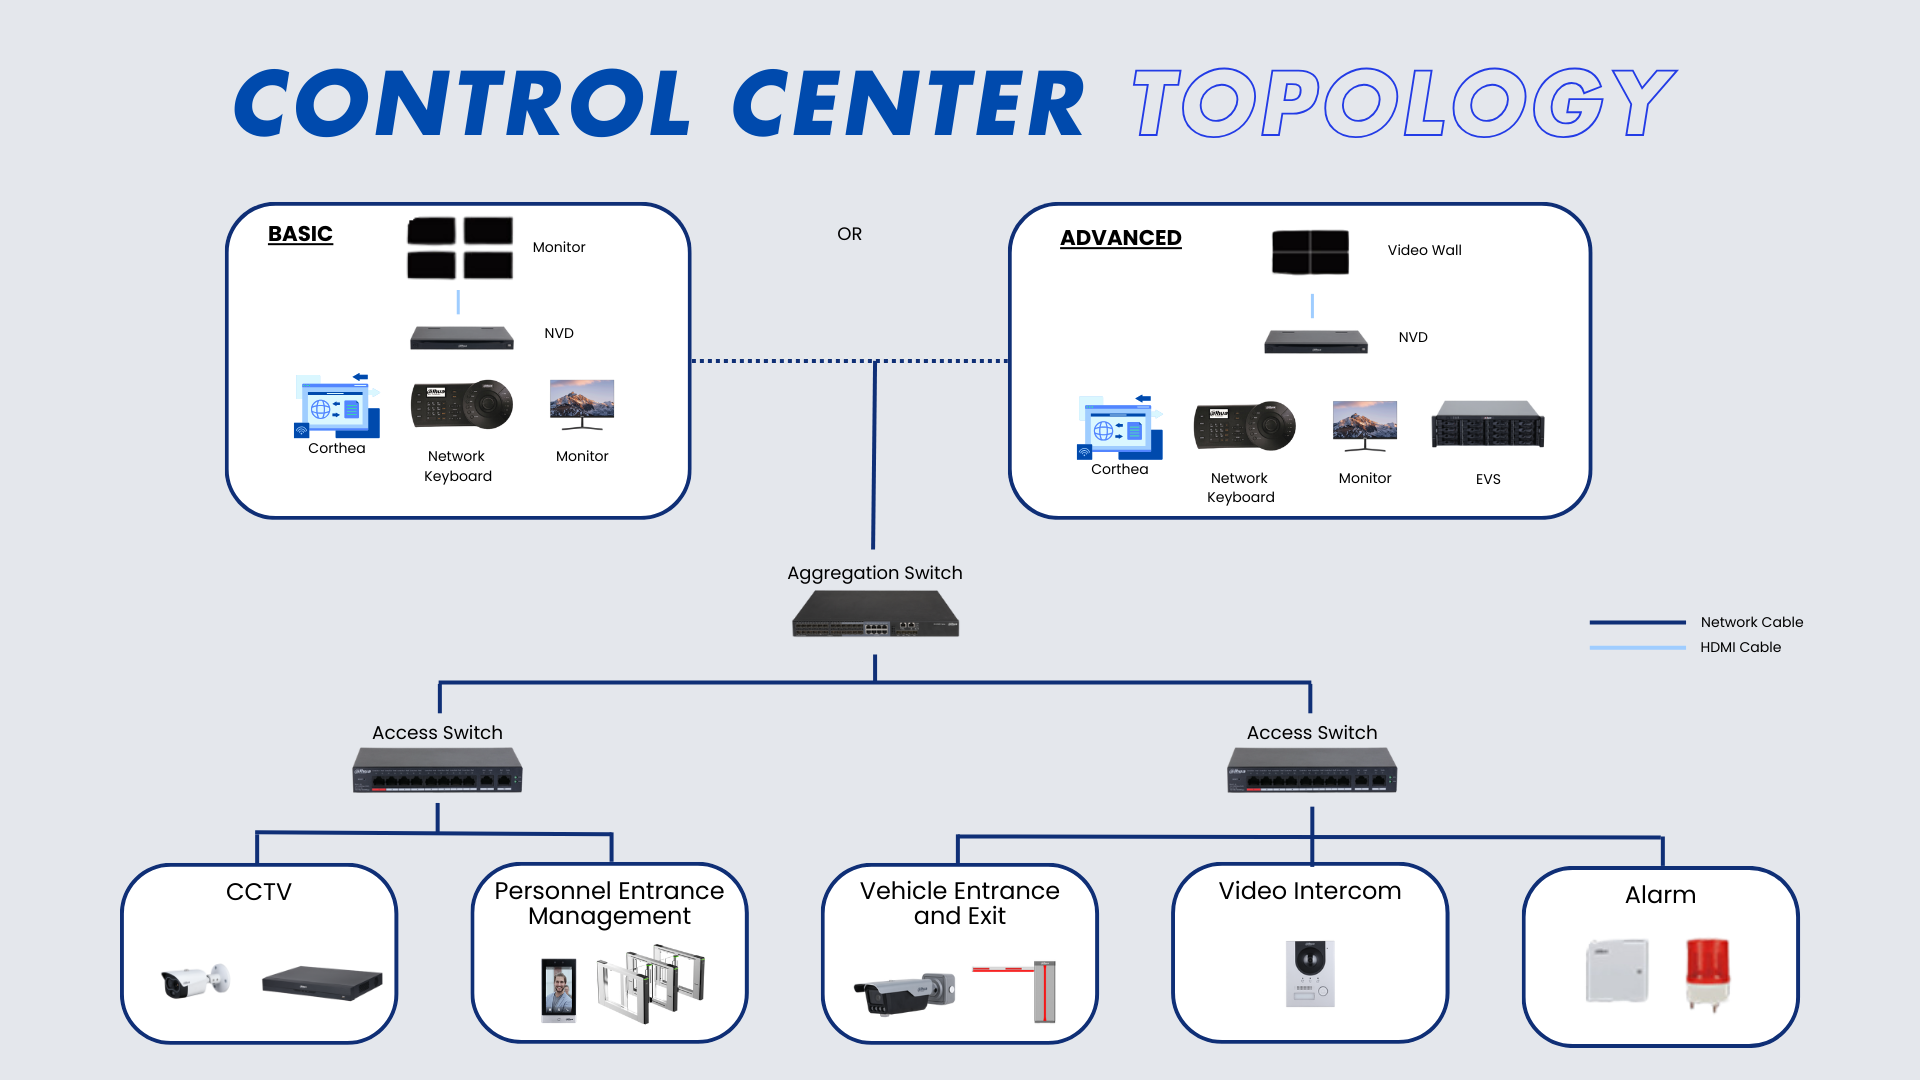 CONTROL CENTER TOPOLOGY
BASIC
Monitor
NVD
Corthea
Network
Keyboard
Monitor
OR
ADVANCED
Video Wall
NVD
Corthea
Network
Keyboard
Monitor
EVS
Aggregation Switch
Network Cable
HDMI Cable
Access Switch
Access Switch
CCTV
Personnel Entrance
Management
Vehicle Entrance
and Exit
Video Intercom
Alarm